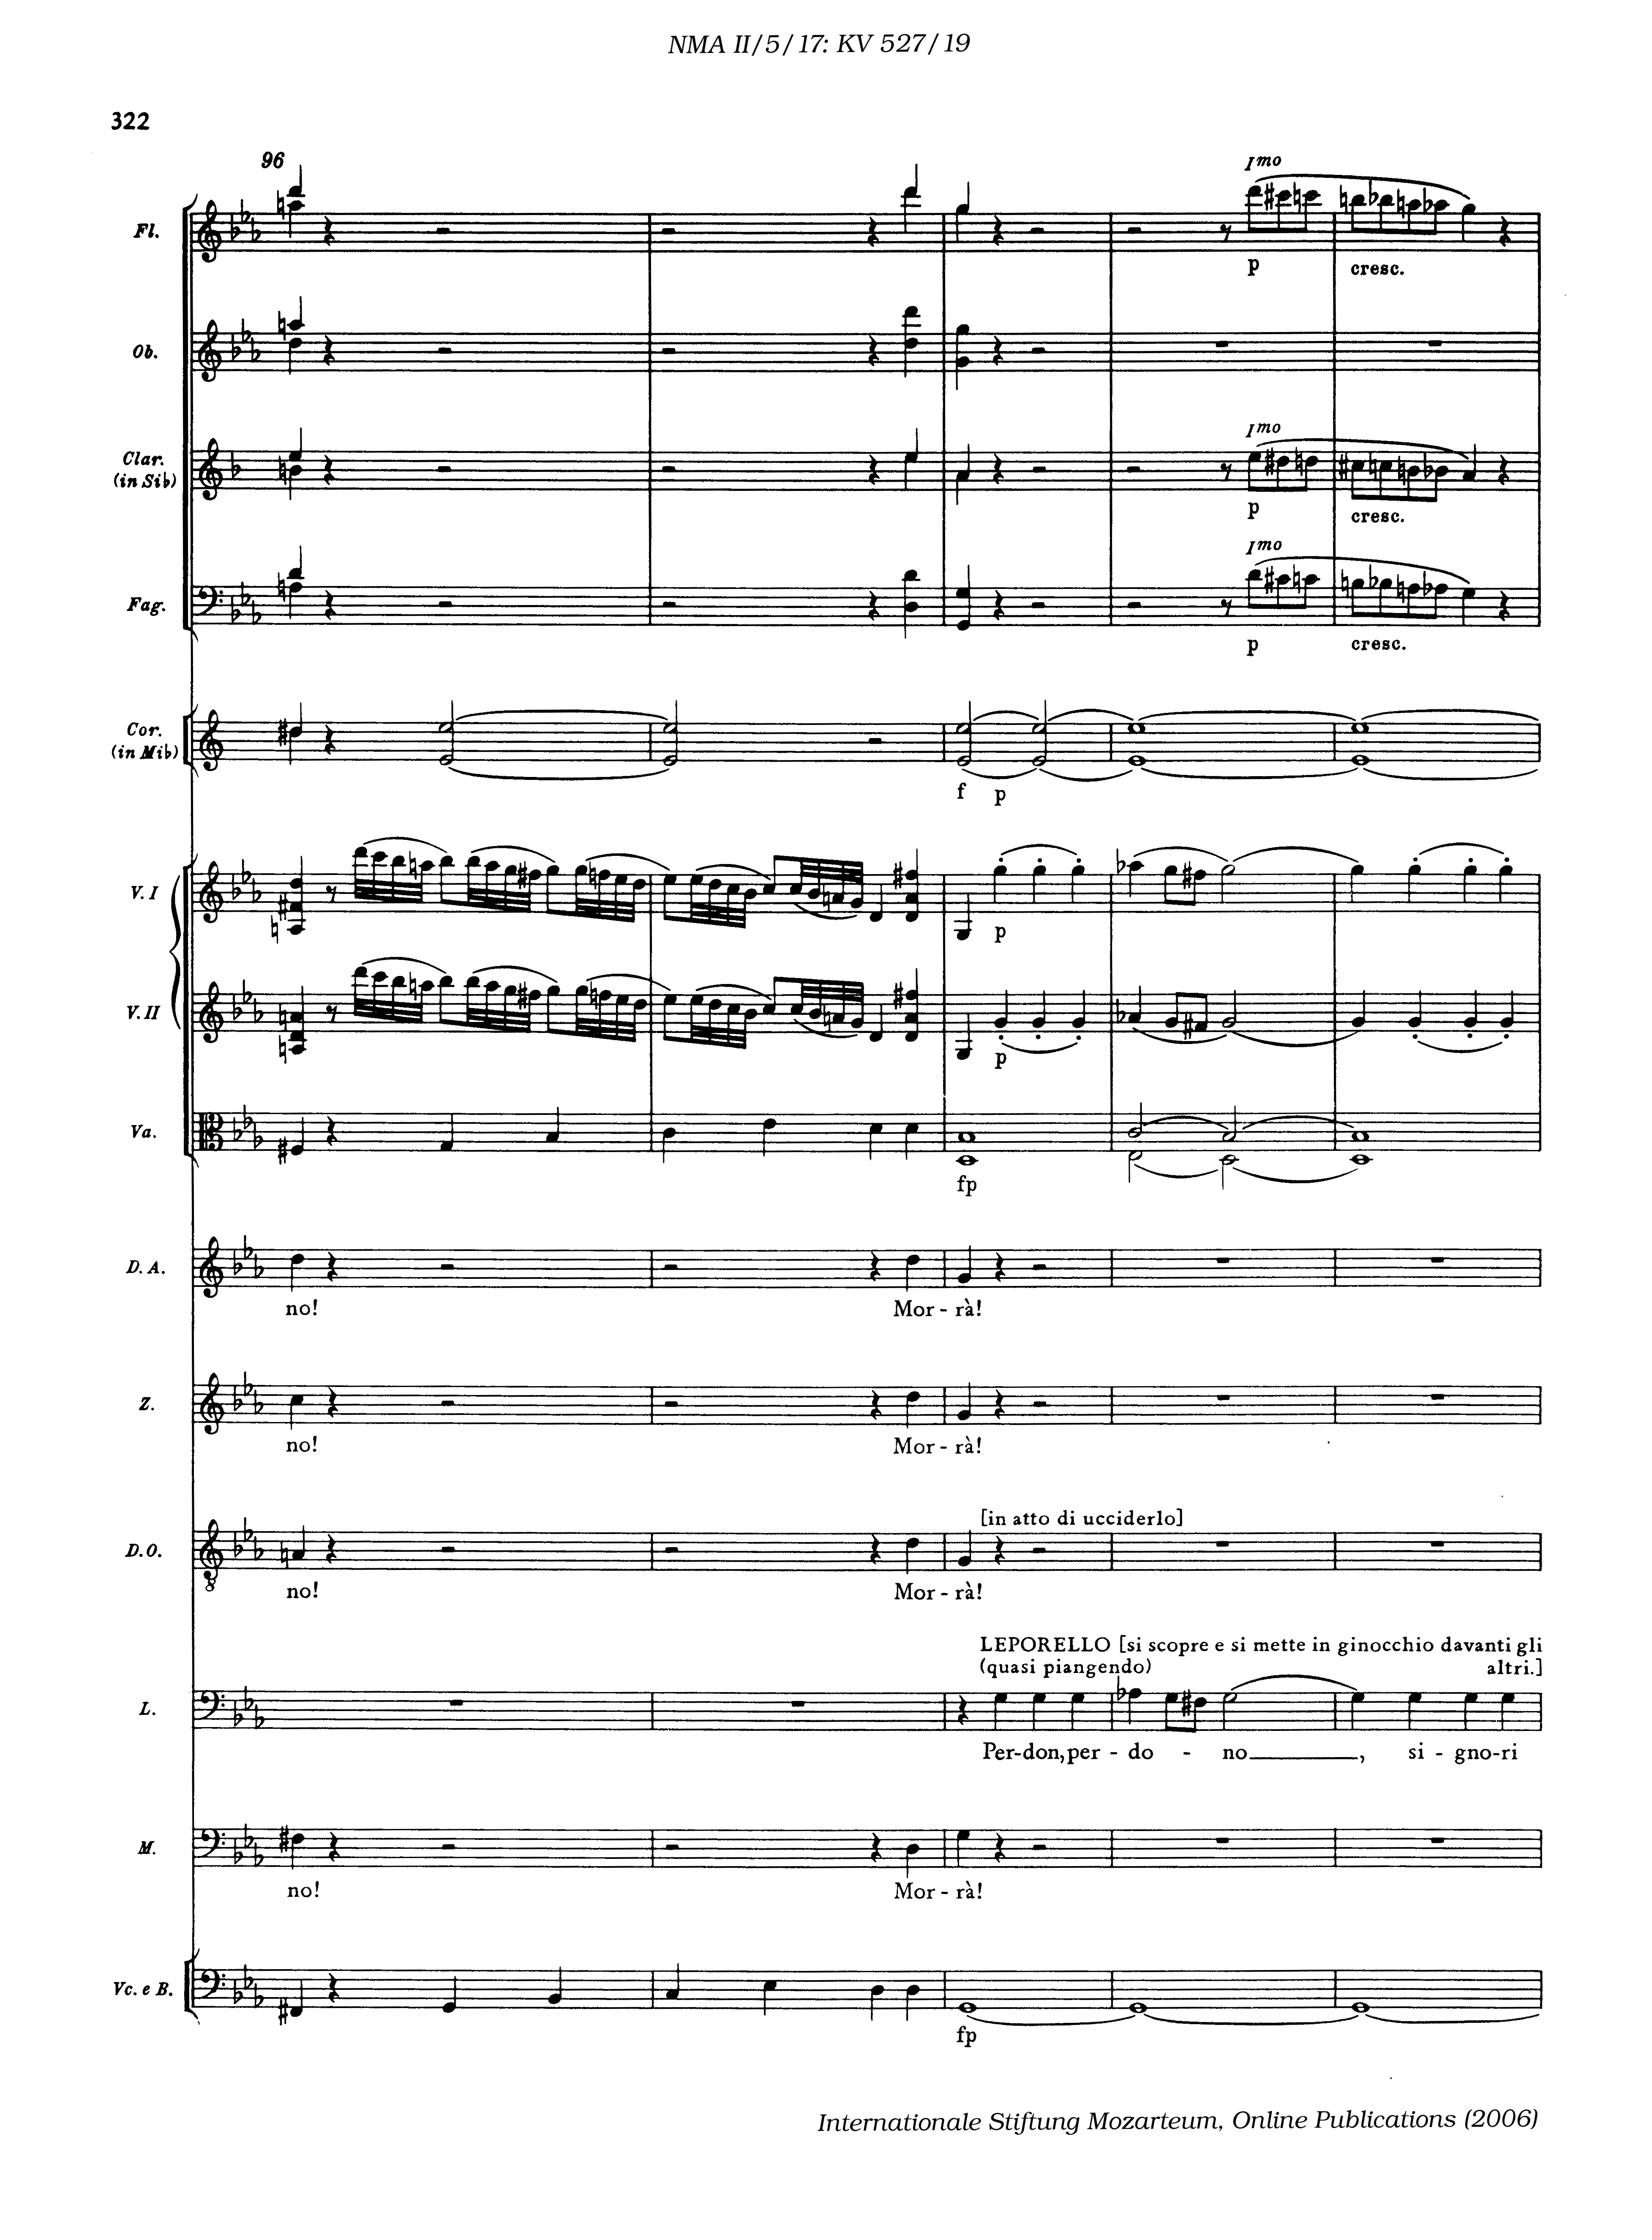 NMA II/5/17: KV 527/19
322
96
Imo
Fl.
p cresc.
Ob.
Imo
Clar.
(in Sib)
p cresc.
Imo
Fag.
p cresc.
Cor.
(in Mib)
f p
V. I
p
V. II
p
Va.
fp
D. A.
no! Mor - rà!
Z.
no! Mor - rà!
[in atto di ucciderlo]
D.O.
no! Mor - rà!
LEPORELLO [si scopre e si mette in ginocchio davanti gli
(quasi piangendo) altri.]
L.
Per-don, per - do - no, si - gno-ri
M.
no! Mor - rà!
Vc. e B.
fp
Internationale Stiftung Mozarteum, Online Publications (2006)